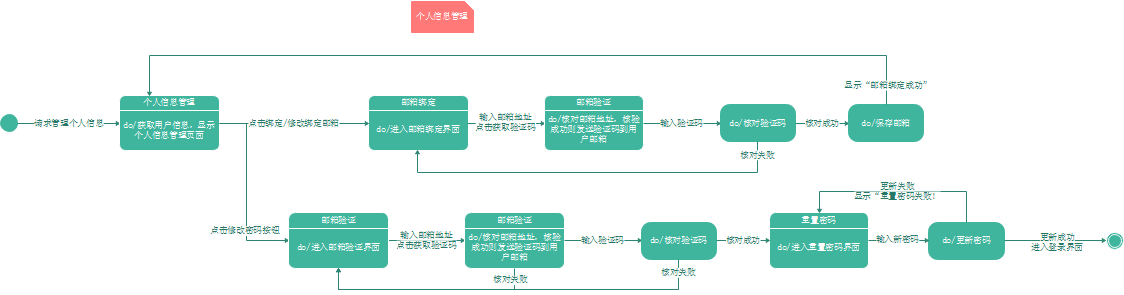 个人信息管理
显示“邮箱绑定成功”
请求管理个人信息
个人信息管理
do/获取用户信息，显示
个人信息管理页面
点击绑定/修改绑定邮箱
邮箱绑定
do/进入邮箱绑定界面
输入邮箱地址
点击获取验证码
邮箱验证
do/核对邮箱地址，核验
成功则发送验证码到用
户邮箱
输入验证码
do/核对验证码
核对成功
do/保存邮箱
核对失败
点击修改密码按钮
邮箱验证
do/进入邮箱验证界面
输入邮箱地址
点击获取验证码
邮箱验证
do/核对邮箱地址，核验
成功则发送验证码到用
户邮箱
输入验证码
do/核对验证码
核对成功
重置密码
do/进入重置密码界面
输入新密码
do/更新密码
更新失败
显示“重置密码失败！
更新成功
进入登录界面
核对失败
核对失败